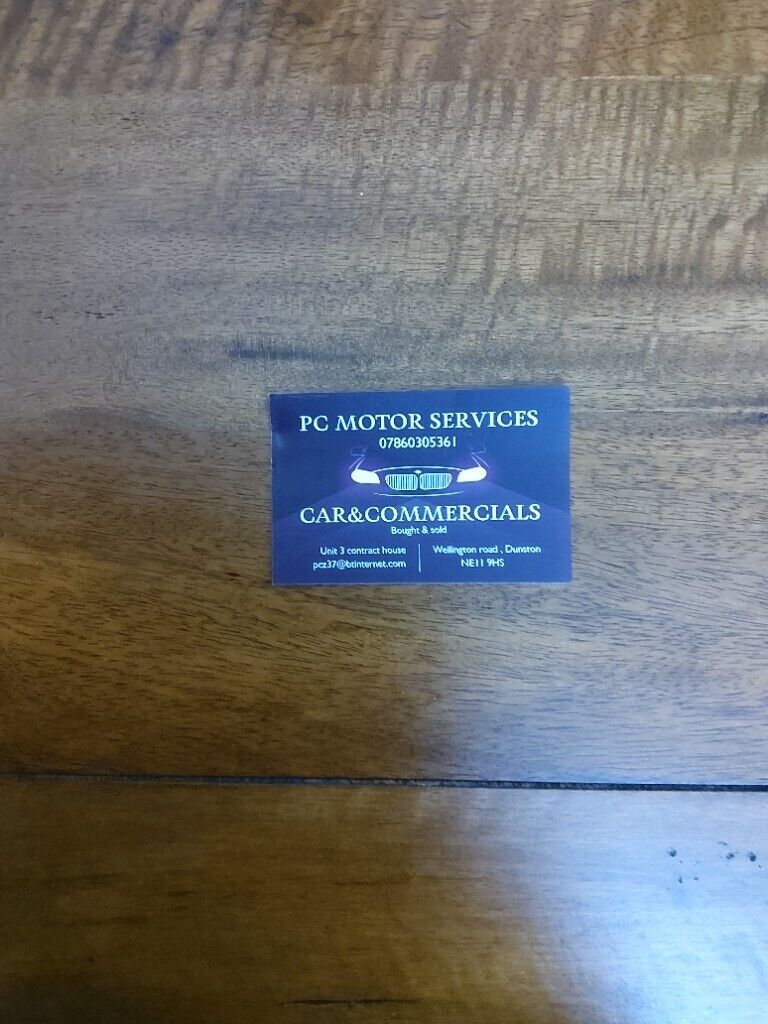 PC MOTOR SERVICES
07860305361
CAR&COMMERCIALS
Bought & sold
Unit 3 contract house
pcz37@btinternet.com
Wellington road , Dunston
NE11 9HS